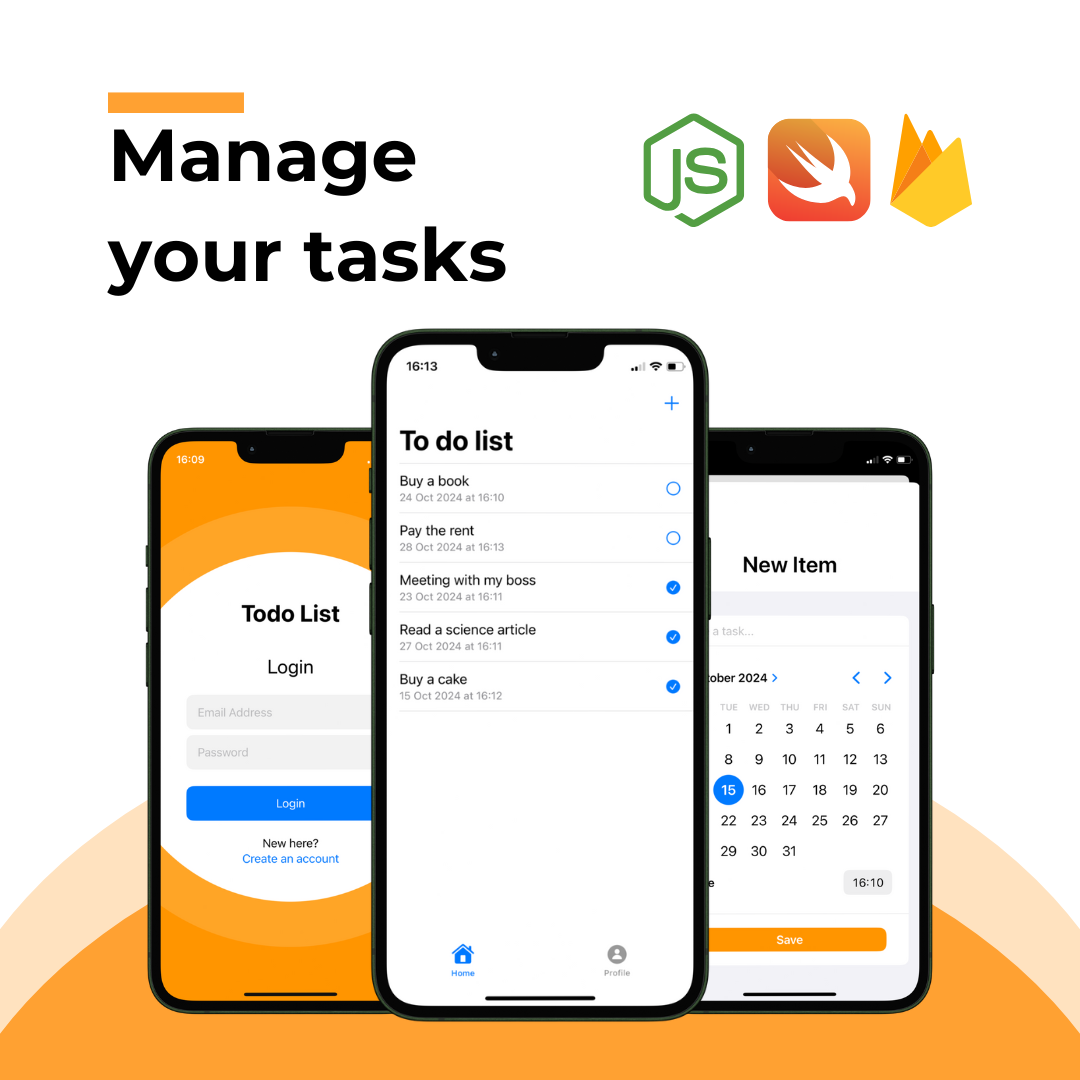 Manage
your tasks
JS
16:09
Todo List
Login
Email Address
Password
Login
New here?
Create an account
16:13
To do list
Buy a book
24 Oct 2024 at 16:10
Pay the rent
28 Oct 2024 at 16:13
Meeting with my boss
23 Oct 2024 at 16:11
Read a science article
27 Oct 2024 at 16:11
Buy a cake
15 Oct 2024 at 16:12
Home
Profile
New Item
a task...
tober 2024
TUE WED THU FRI SAT SUN
1 2 3 4 5 6
8 9 10 11 12 13
15 16 17 18 19 20
22 23 24 25 26 27
29 30 31
e 16:10
Save